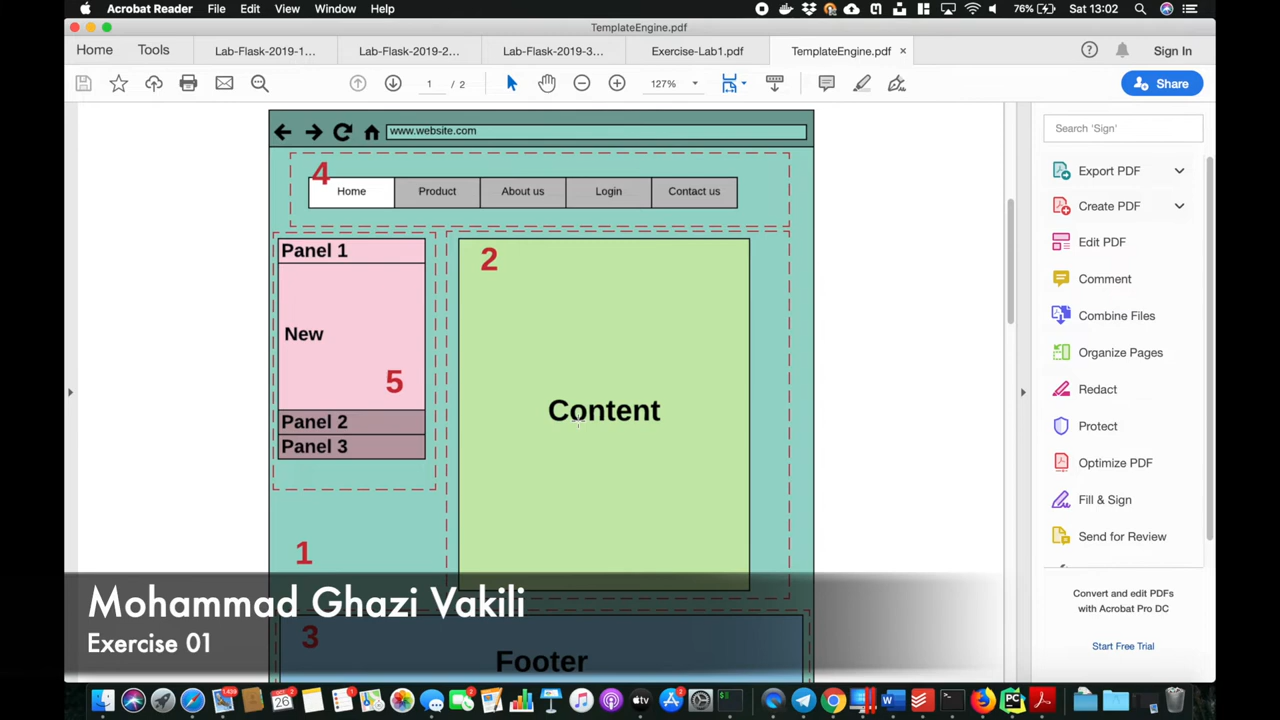 Acrobat Reader File Edit View Window Help 76% Sat 13:02
TemplateEngine.pdf
Home Tools Lab-Flask-2019-1... Lab-Flask-2019-2... Lab-Flask-2019-3... Exercise-Lab1.pdf TemplateEngine.pdf × Sign In
1 / 2 127% Share
www.website.com
Search 'Sign'
4
Home Product About us Login Contact us
Export PDF
Create PDF
Edit PDF
Comment
Combine Files
Organize Pages
Redact
Protect
Optimize PDF
Fill & Sign
Send for Review
Panel 1
2
New
5
Content
Panel 2
Panel 3
1
Convert and edit PDFs
with Acrobat Pro DC
Start Free Trial
Mohammad Ghazi Vakili
Exercise 01
3
Footer